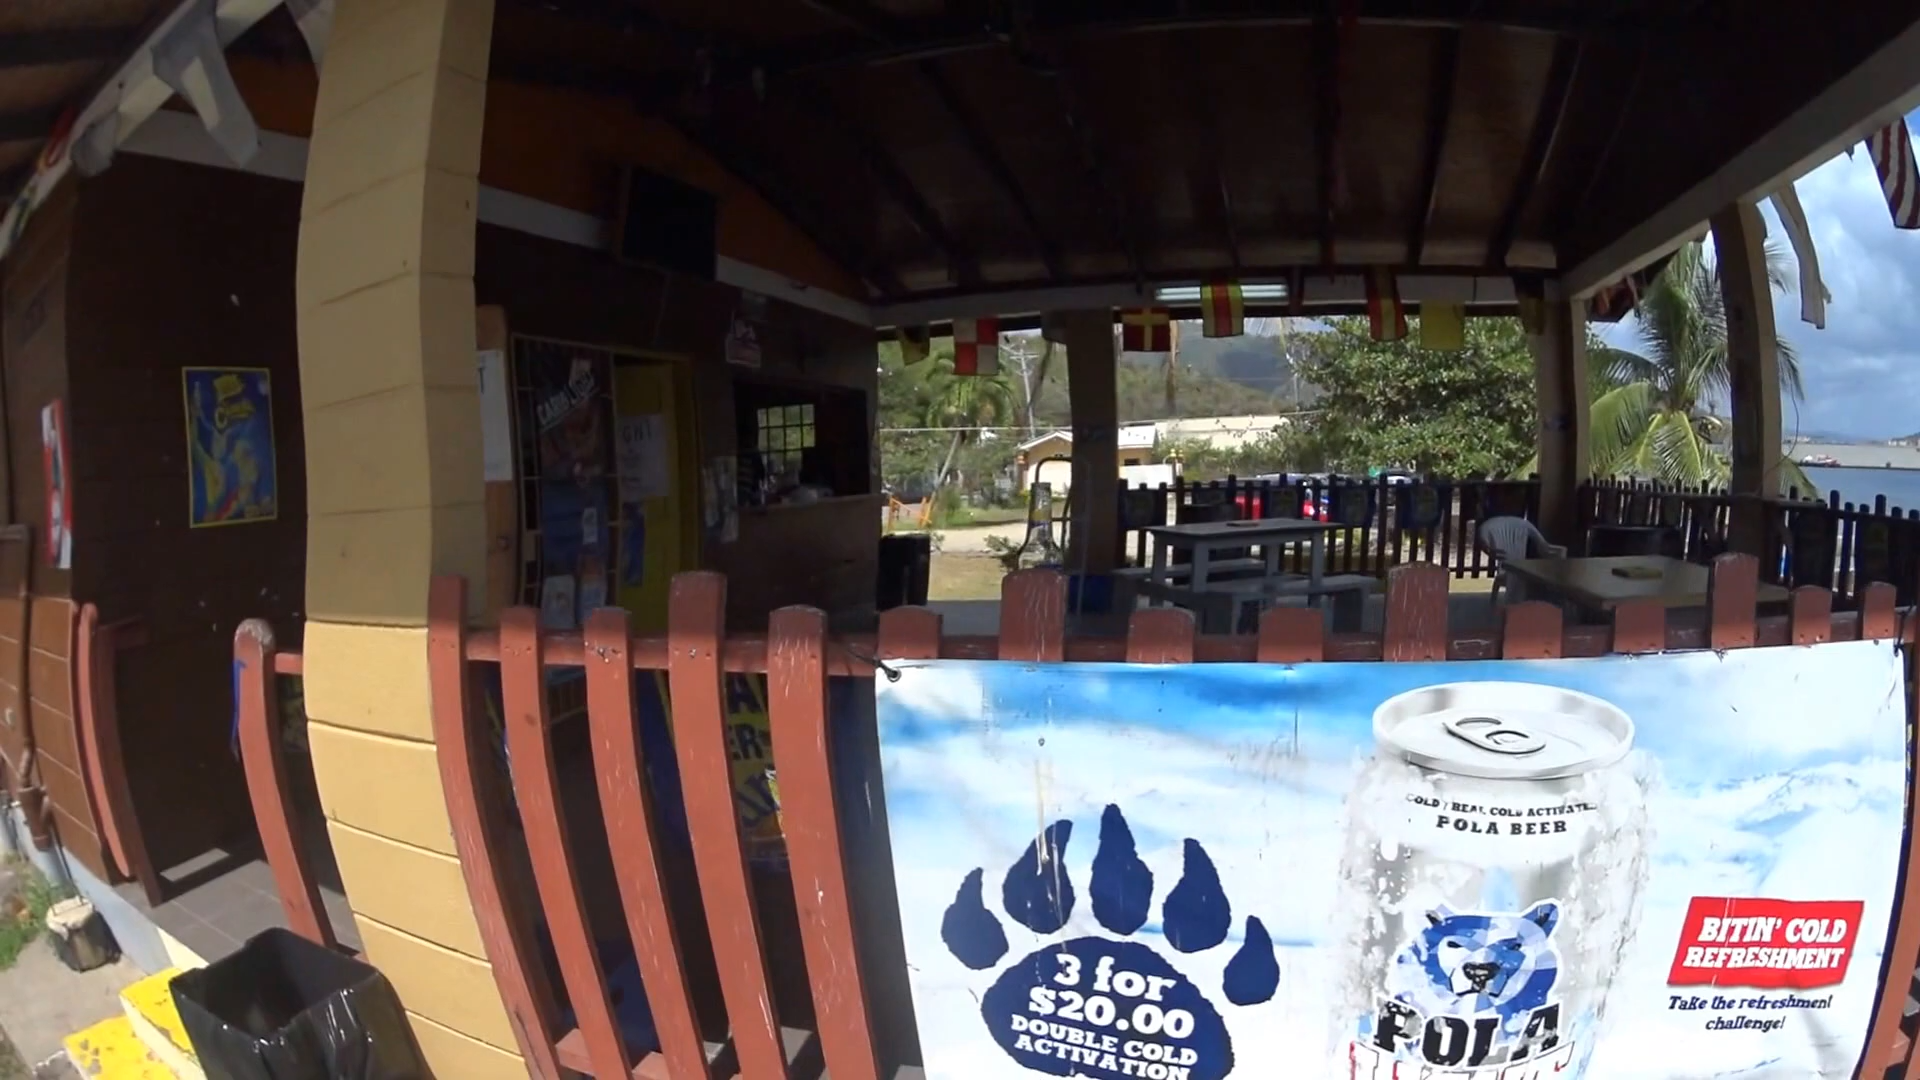 CARIB
COLD / REAL COLD ACTIVATE
POLA BEER
3 for
$20.00
DOUBLE COLD
ACTIVATION
POLA
BITIN' COLD
REFRESHMENT
Take the refreshment
challenge!